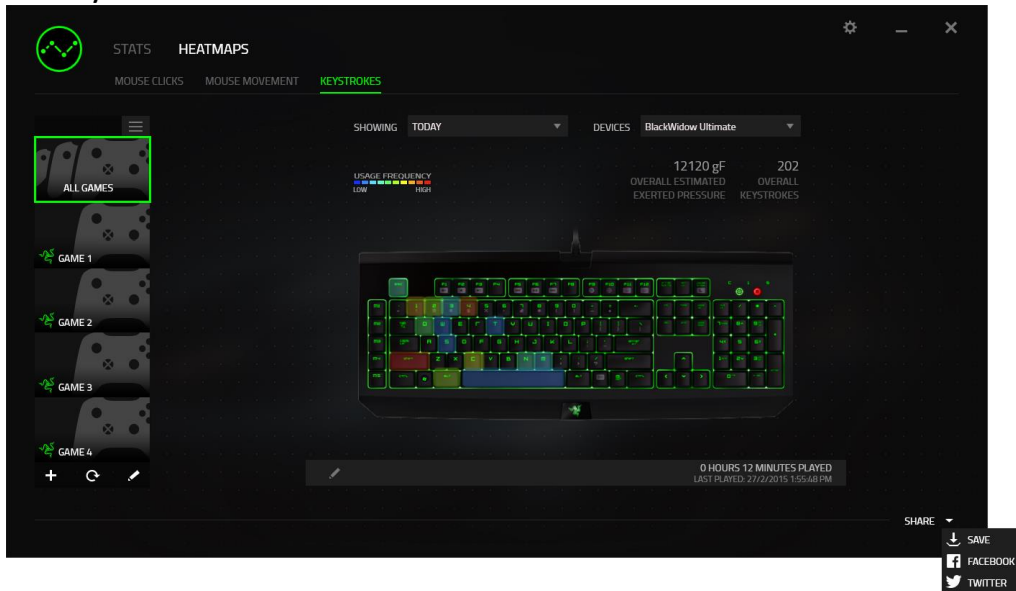 STATS HEATMAPS
MOUSE CLICKS MOUSE MOVEMENT KEYSTROKES
SHOWING TODAY DEVICES BlackWidow Ultimate
USAGE FREQUENCY
LOW HIGH
12120 gF 202
OVERALL ESTIMATED OVERALL
EXERTED PRESSURE KEYSTROKES
ALL GAMES
GAME 1
GAME 2
GAME 3
GAME 4
0 HOURS 12 MINUTES PLAYED
LAST PLAYED: 27/2/2015 1:55:48 PM
SHARE
SAVE
FACEBOOK
TWITTER